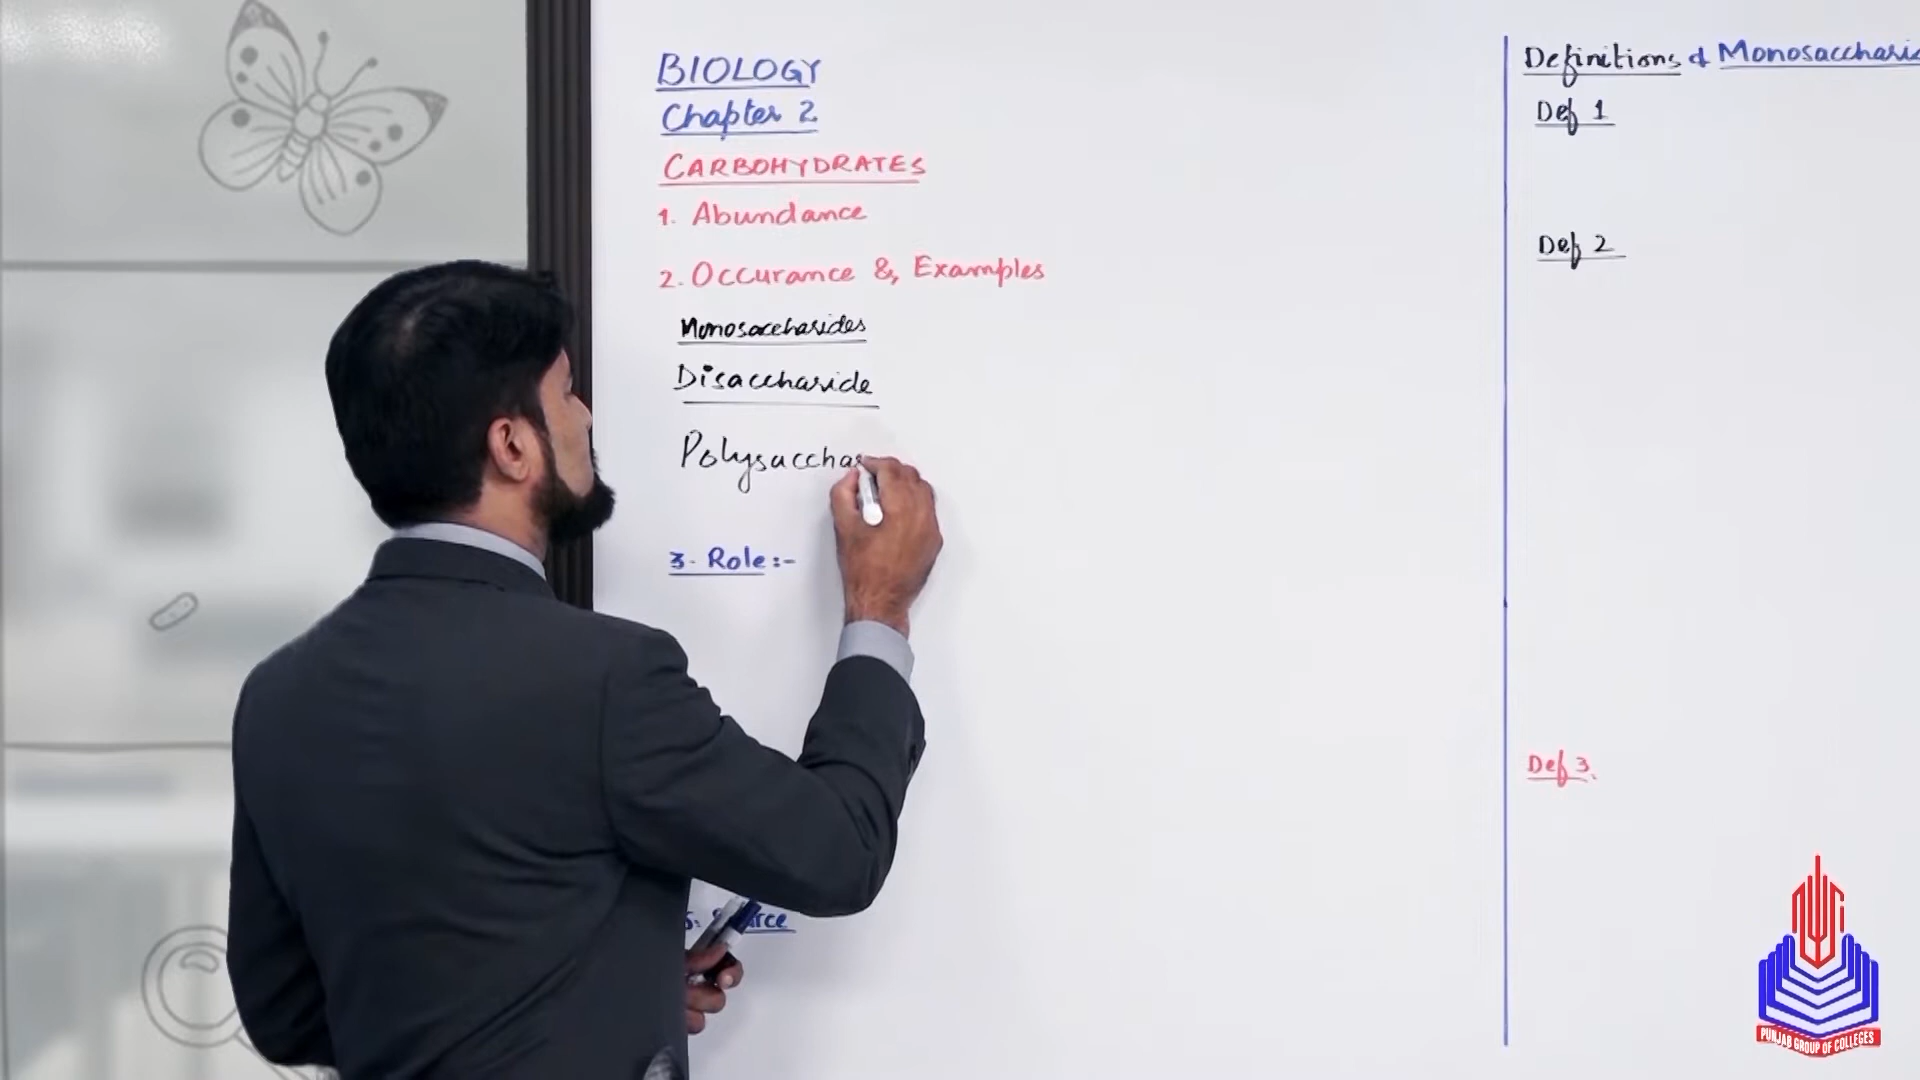 BIOLOGY
Chapter 2
CARBOHYDRATES
1. Abundance
2. Occurance & Examples
Monosaccharides
Disaccharide
Polysacchar
3. Role:-
Definitions & Monosaccharid
Def 1
Def 2
Def 3.
PUNJAB GROUP OF COLLEGES